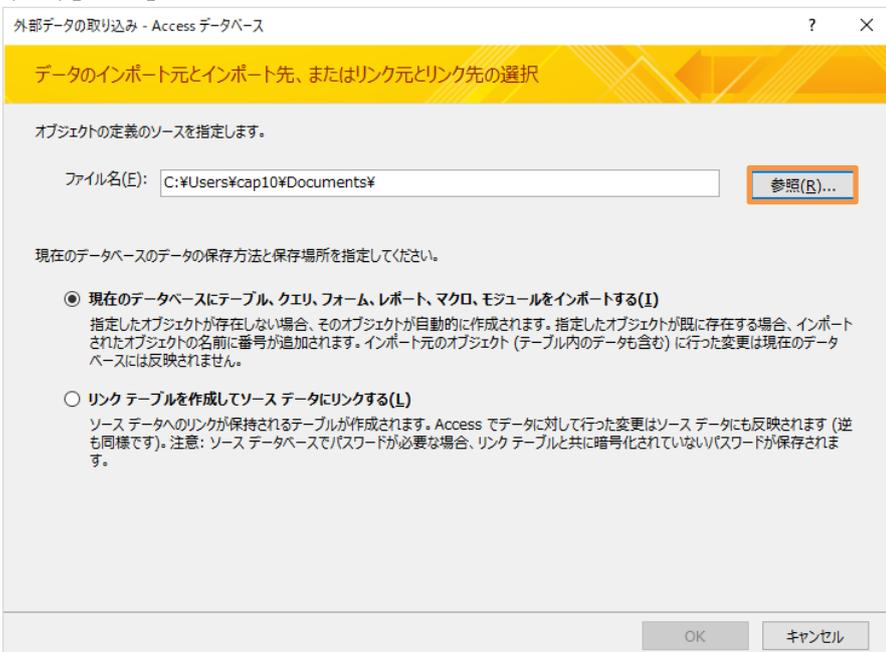 外部データの取り込み - Access データベース
? ×
データのインポート元とインポート先、またはリンク元とリンク先の選択
オブジェクトの定義のソースを指定します。
ファイル名(F): C:¥Users¥cap10¥Documents¥ 参照(R)...
現在のデータベースのデータの保存方法と保存場所を指定してください。
現在のデータベースにテーブル、クエリ、フォーム、レポート、マクロ、モジュールをインポートする(I)
指定したオブジェクトが存在しない場合、そのオブジェクトが自動的に作成されます。指定したオブジェクトが既に存在する場合、インポート
されたオブジェクトの名前に番号が追加されます。インポート元のオブジェクト (テーブル内のデータも含む) に行った変更は現在のデータ
ベースには反映されません。
リンク テーブルを作成してソース データにリンクする(L)
ソース データへのリンクが保持されるテーブルが作成されます。Access でデータに対して行った変更はソース データにも反映されます (逆
も同様です)。注意: ソース データベースでパスワードが必要な場合、リンク テーブルと共に暗号化されていないパスワードが保存されま
す。
OK キャンセル